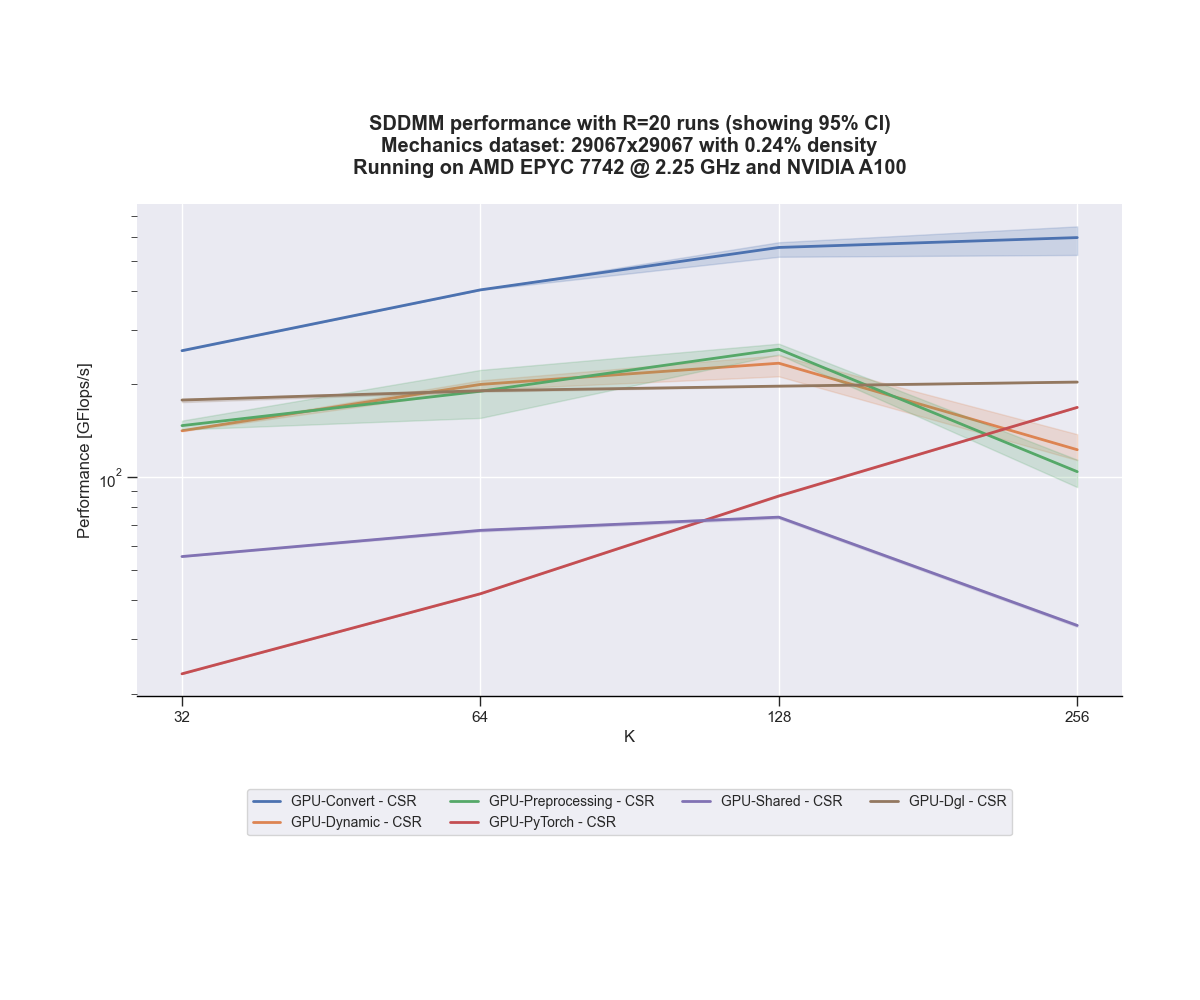 SDDMM performance with R=20 runs (showing 95% CI)
Mechanics dataset: 29067x29067 with 0.24% density
Running on AMD EPYC 7742 @ 2.25 GHz and NVIDIA A100
Performance [GFlops/s]
10²
32 64 128 256
K
GPU-Convert - CSR GPU-Preprocessing - CSR GPU-Shared - CSR GPU-Dgl - CSR
GPU-Dynamic - CSR GPU-PyTorch - CSR